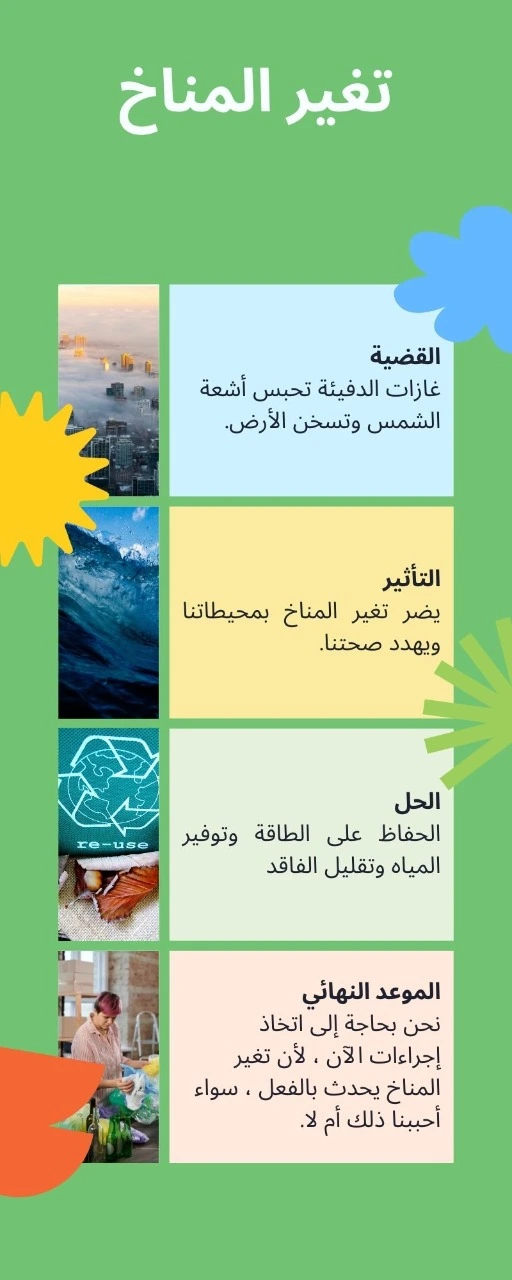 تغير المناخ
القضية
غازات الدفيئة تحبس أشعة
الشمس وتسخن الأرض.
التأثير
يضر تغير المناخ بمحيطاتنا
ويهدد صحتنا.
الحل
الحفاظ على الطاقة وتوفير
المياه وتقليل الفاقد
re-use
الموعد النهائي
نحن بحاجة إلى اتخاذ
إجراءات الآن ، لأن تغير
المناخ يحدث بالفعل ، سواء
أحببنا ذلك أم لا.